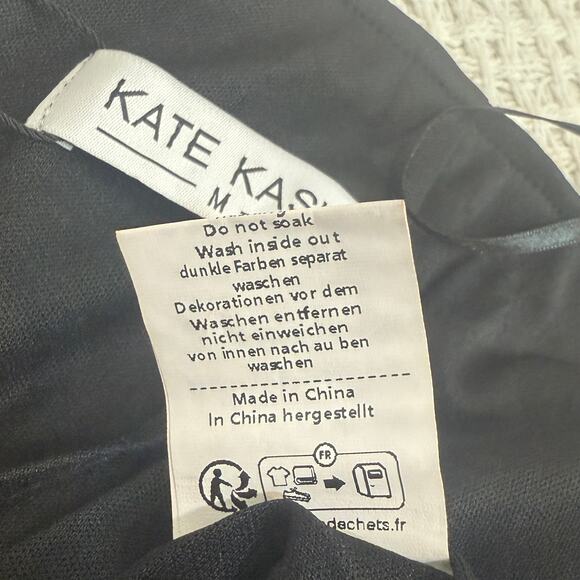 KATE KAS
Do not soak
Wash inside out
dunkle Farben separat
waschen
Dekorationen vor dem
Waschen entfernen
nicht einweichen
von innen nach au ben
waschen
Made in China
In China hergestellt
FR
dechets.fr